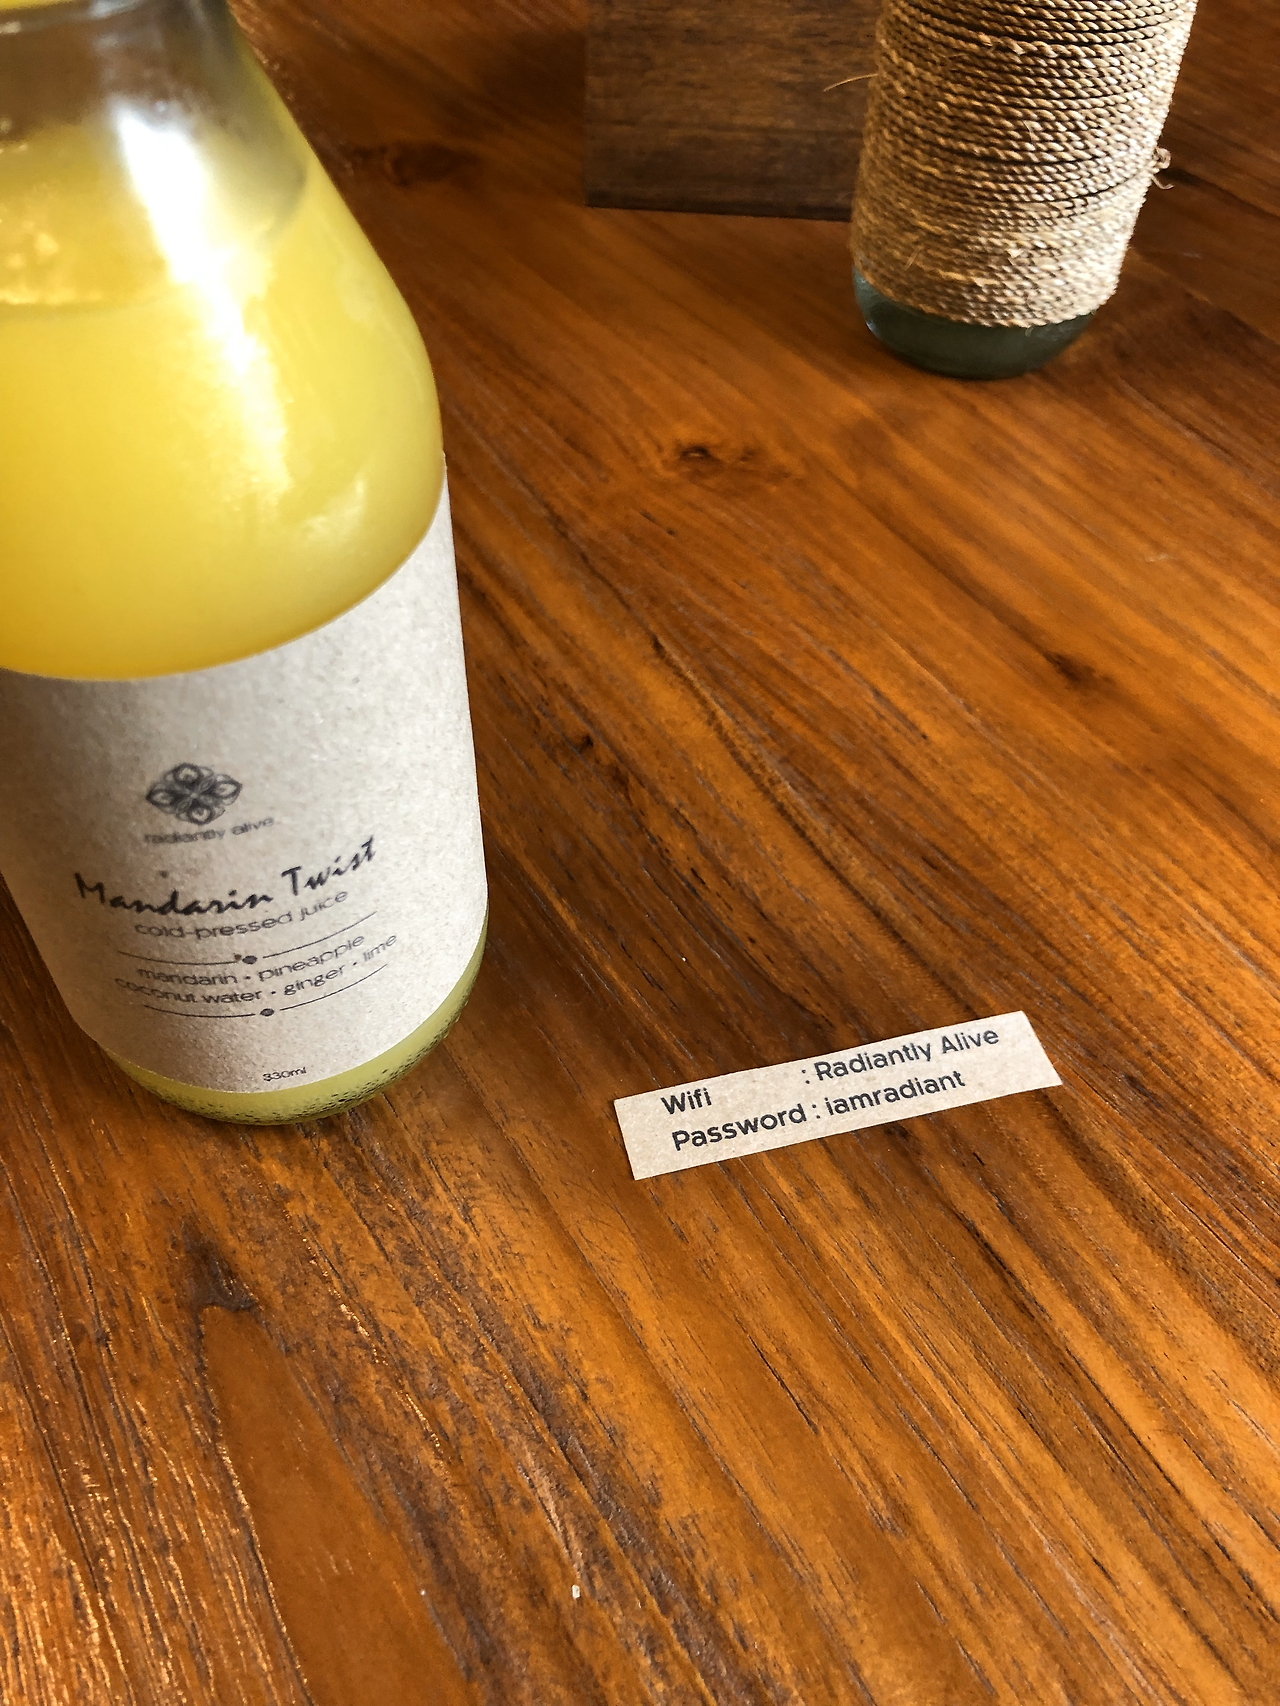 radiantly alive
Mandarin Twist
cold-pressed juice
mandarin • pineapple
coconut water • ginger • lime
330ml
Wifi : Radiantly Alive
Password : iamradiant